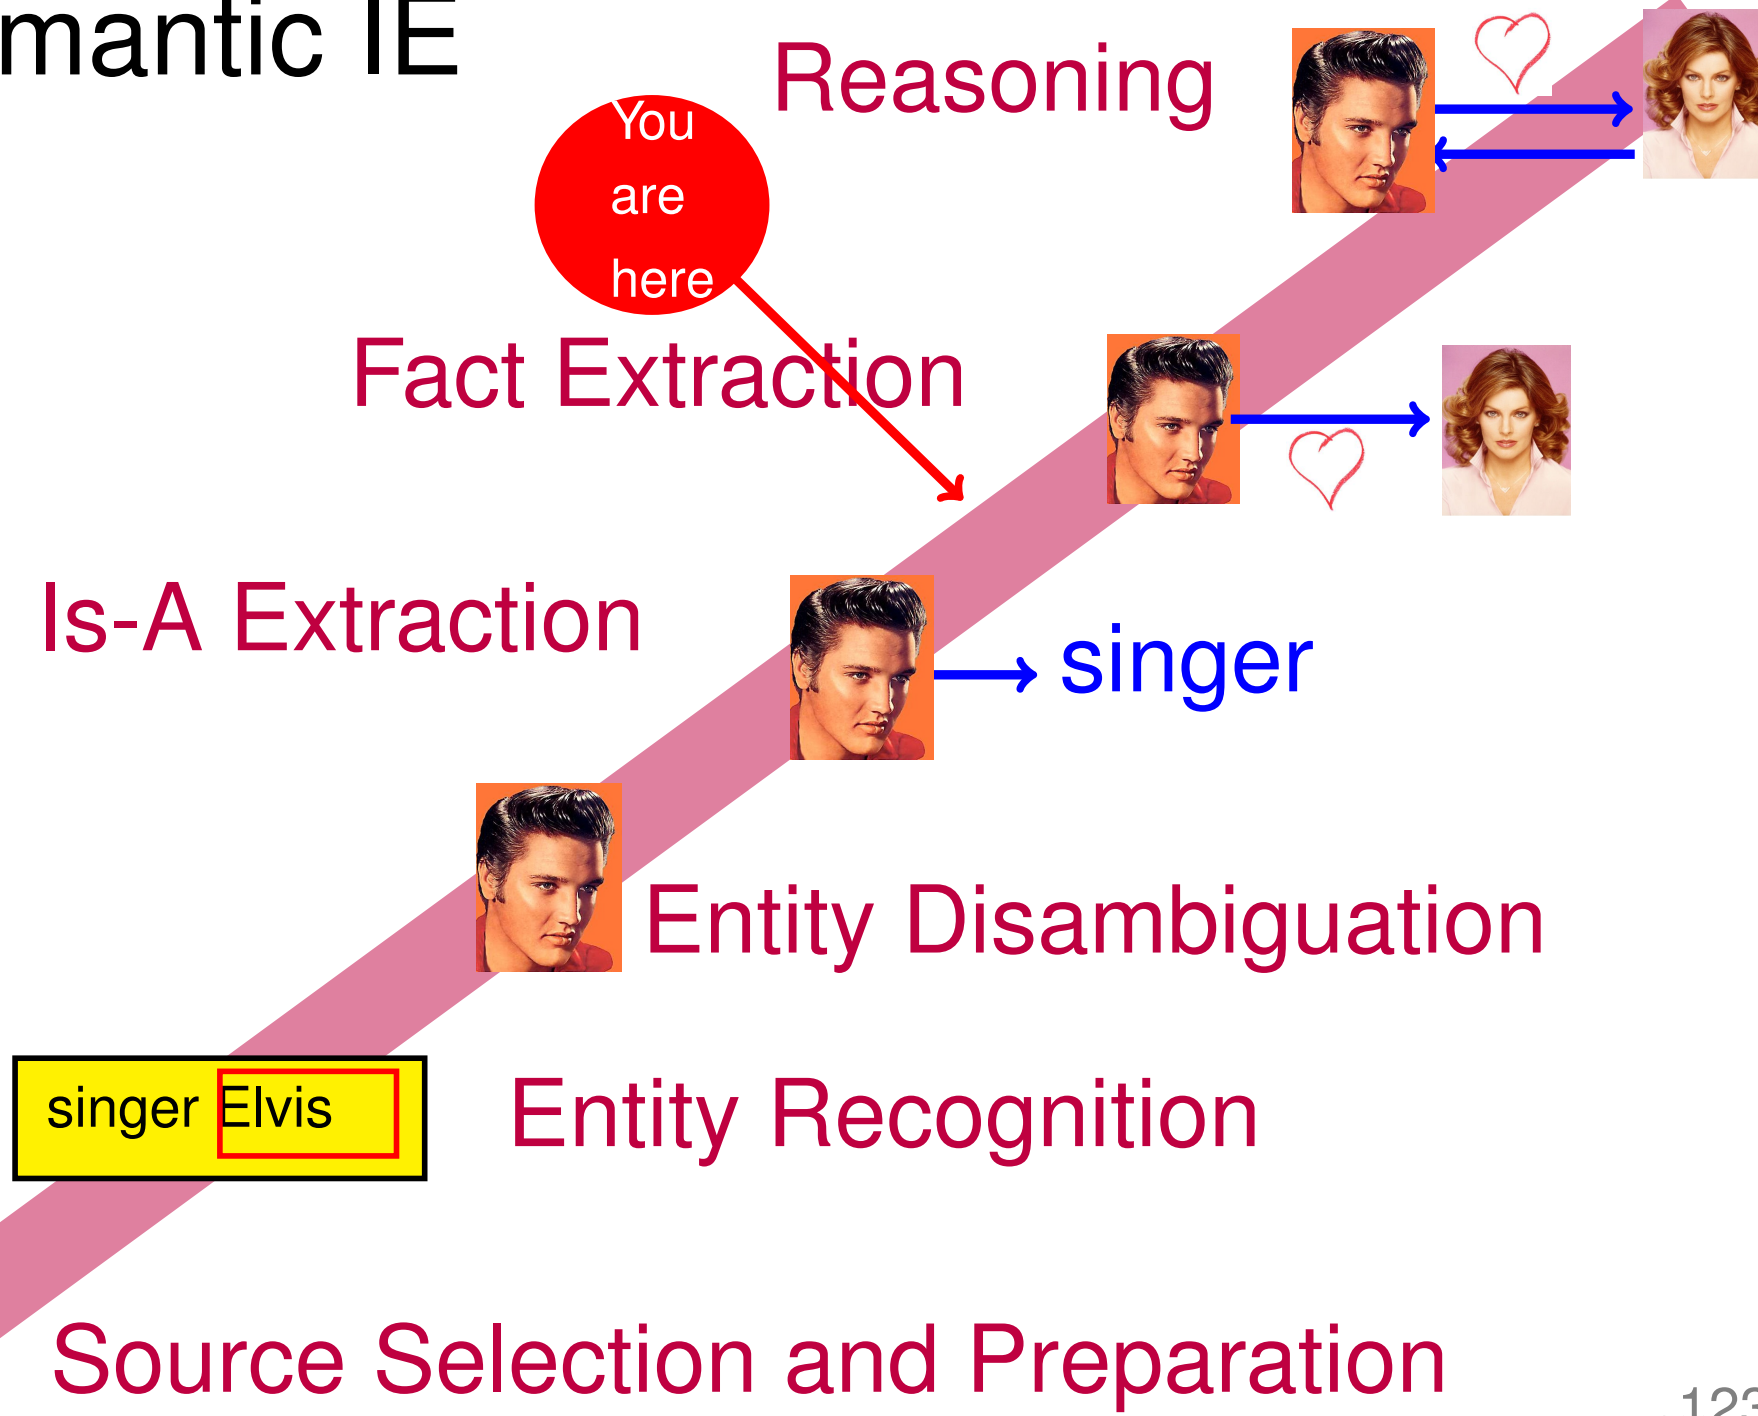 mantic IE
Reasoning
You
are
here
Fact Extraction
Is-A Extraction
singer
Entity Disambiguation
singer Elvis
Entity Recognition
Source Selection and Preparation
123